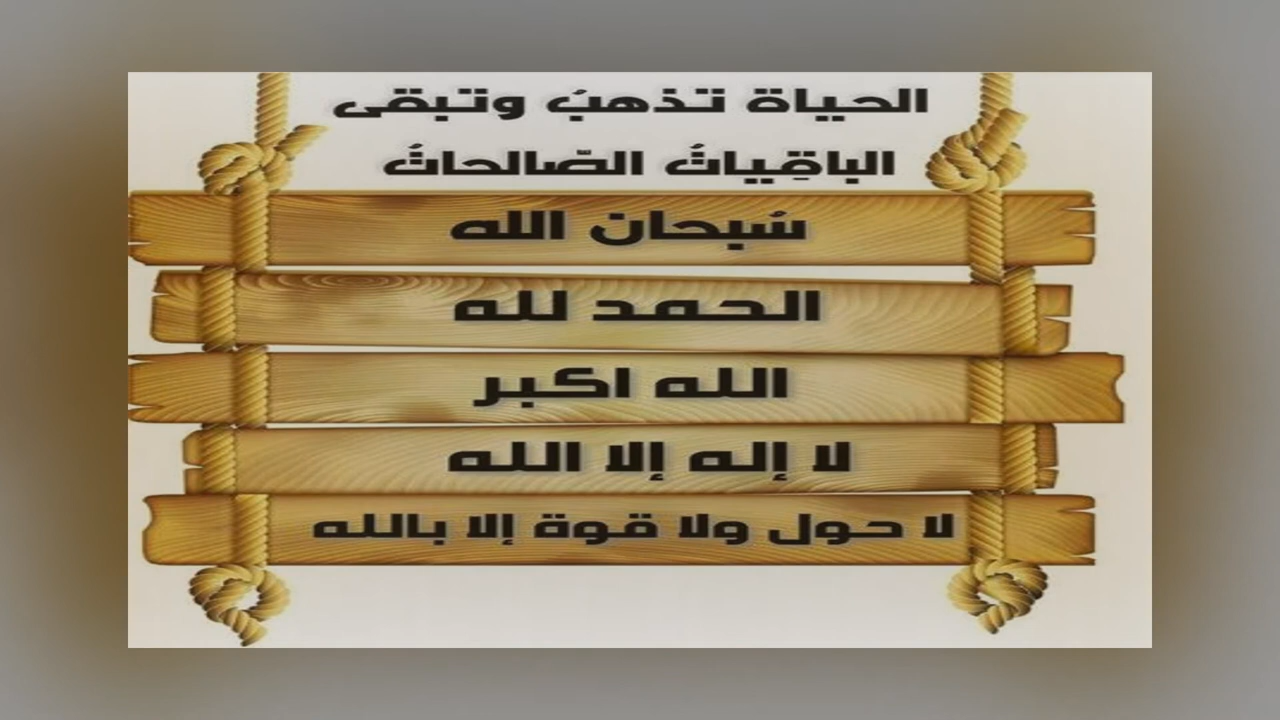 الحياة تذهبُ وتبقى
الباقِياتُ الصّالحاتُ
سُبحان الله
الحمد لله
الله اكبر
لا إله إلا الله
لا حول ولا قوة إلا بالله